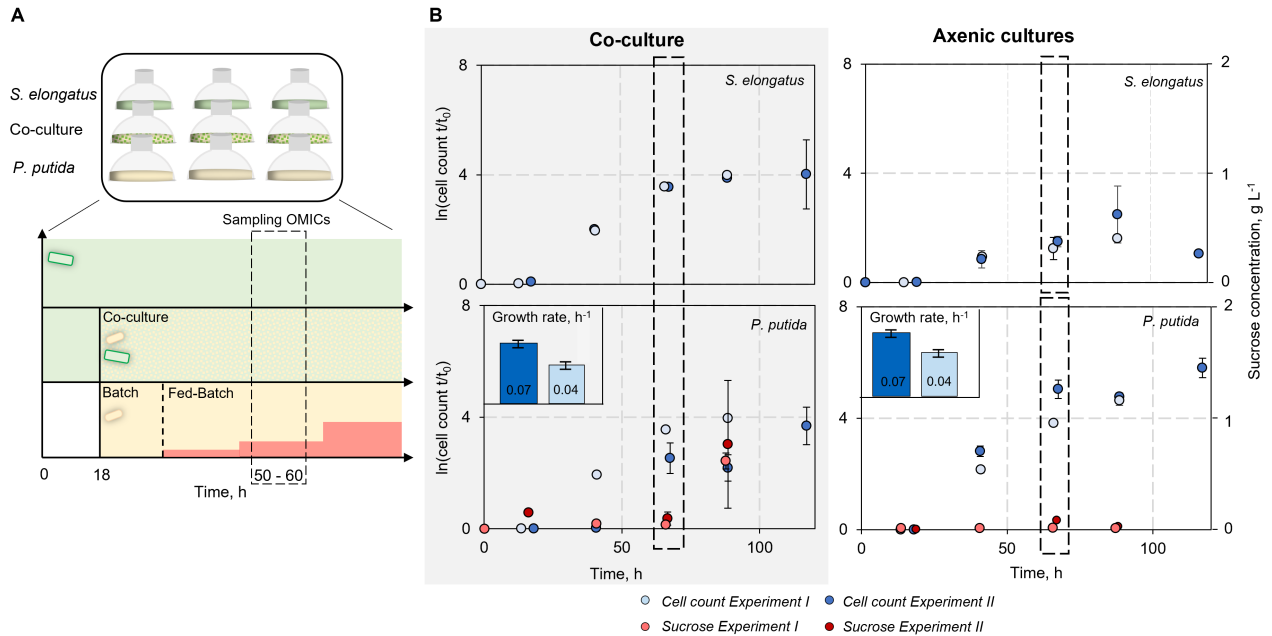 A
S. elongatus
Co-culture
P. putida
Sampling OMICs
Co-culture
Batch
Fed-Batch
0
18
50 - 60
Time, h
B
Co-culture
Axenic cultures
8
4
0
ln(cell count t/t0)
S. elongatus
8
4
0
S. elongatus
2
1
0
8
4
0
ln(cell count t/t0)
Growth rate, h-1
0.07
0.04
P. putida
0
50
100
Time, h
8
4
0
Growth rate, h-1
0.07
0.04
P. putida
2
1
0
Sucrose concentration, g L-1
0
50
100
Time, h
Cell count Experiment I
Cell count Experiment II
Sucrose Experiment I
Sucrose Experiment II